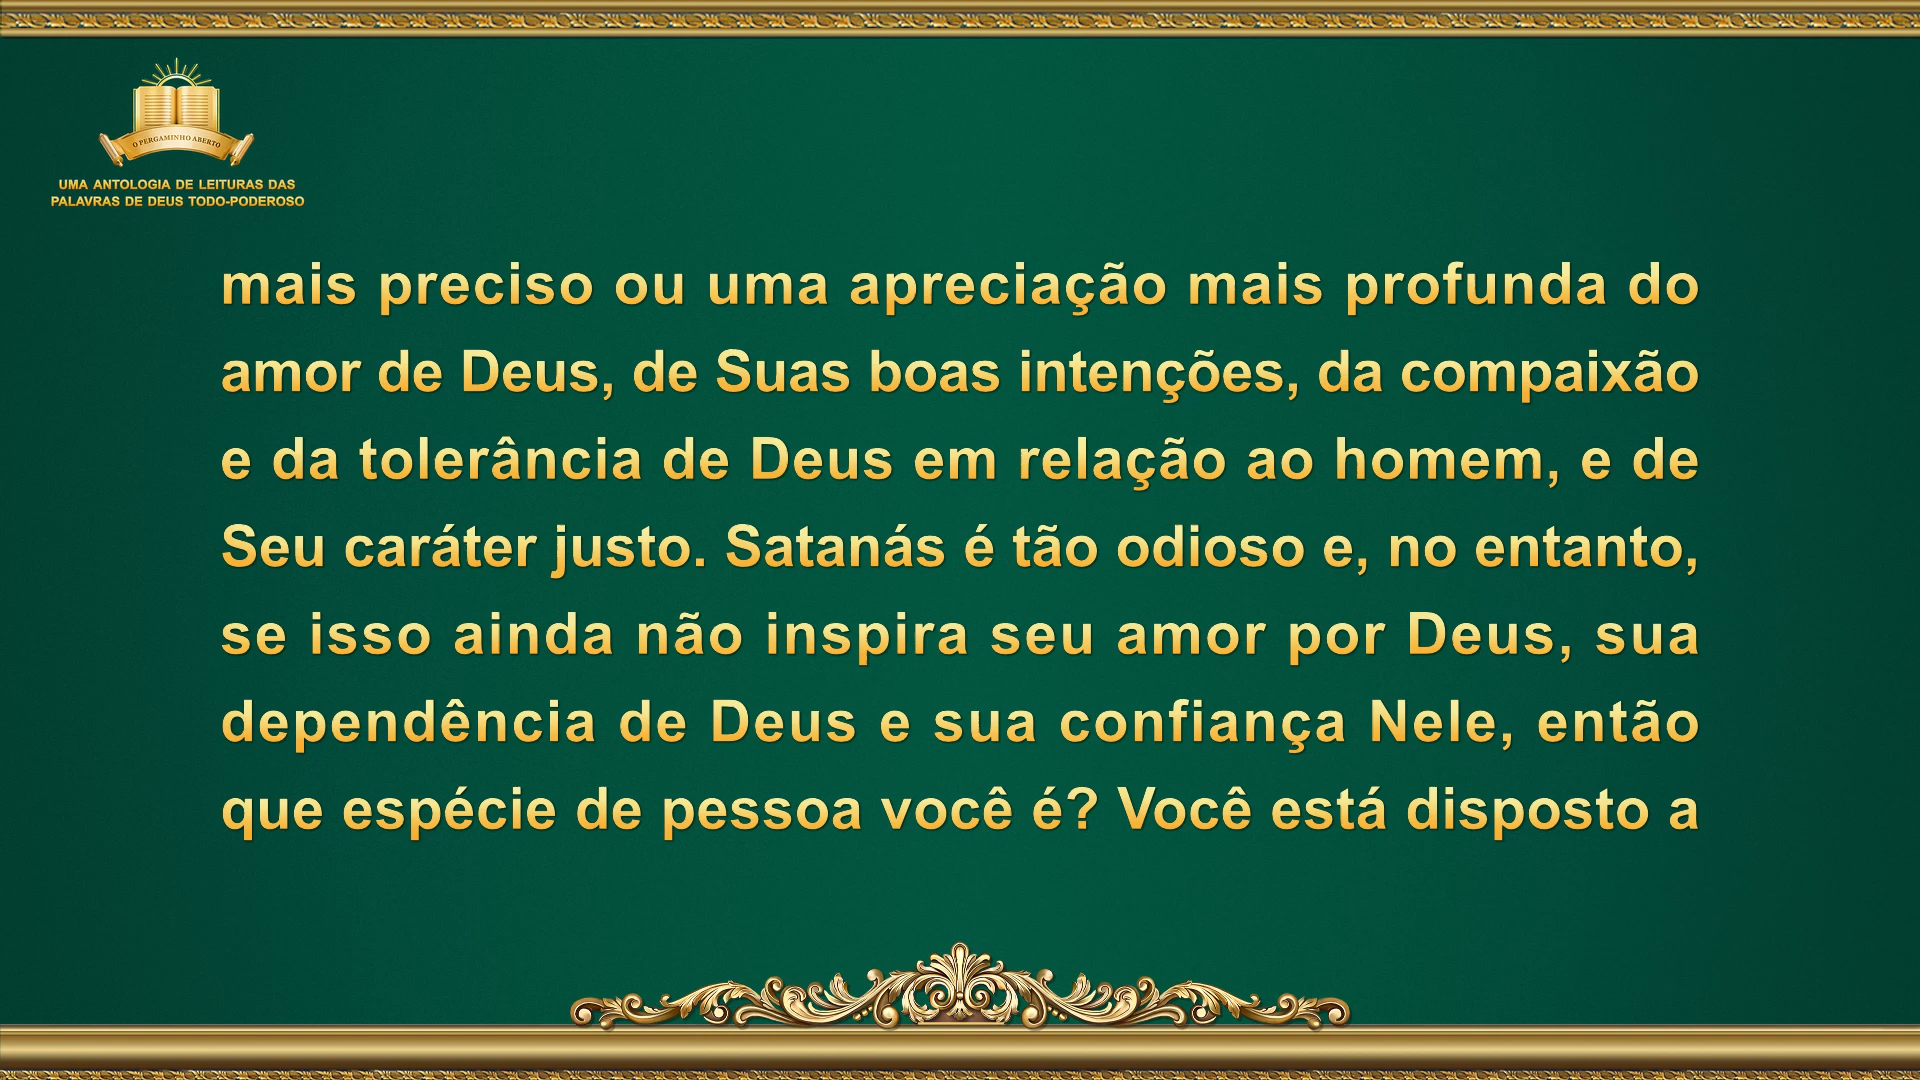 O PERGAMINHO ABERTO
UMA ANTOLOGIA DE LEITURAS DAS
PALAVRAS DE DEUS TODO-PODEROSO
mais preciso ou uma apreciação mais profunda do
amor de Deus, de Suas boas intenções, da compaixão
e da tolerância de Deus em relação ao homem, e de
Seu caráter justo. Satanás é tão odioso e, no entanto,
se isso ainda não inspira seu amor por Deus, sua
dependência de Deus e sua confiança Nele, então
que espécie de pessoa você é? Você está disposto a